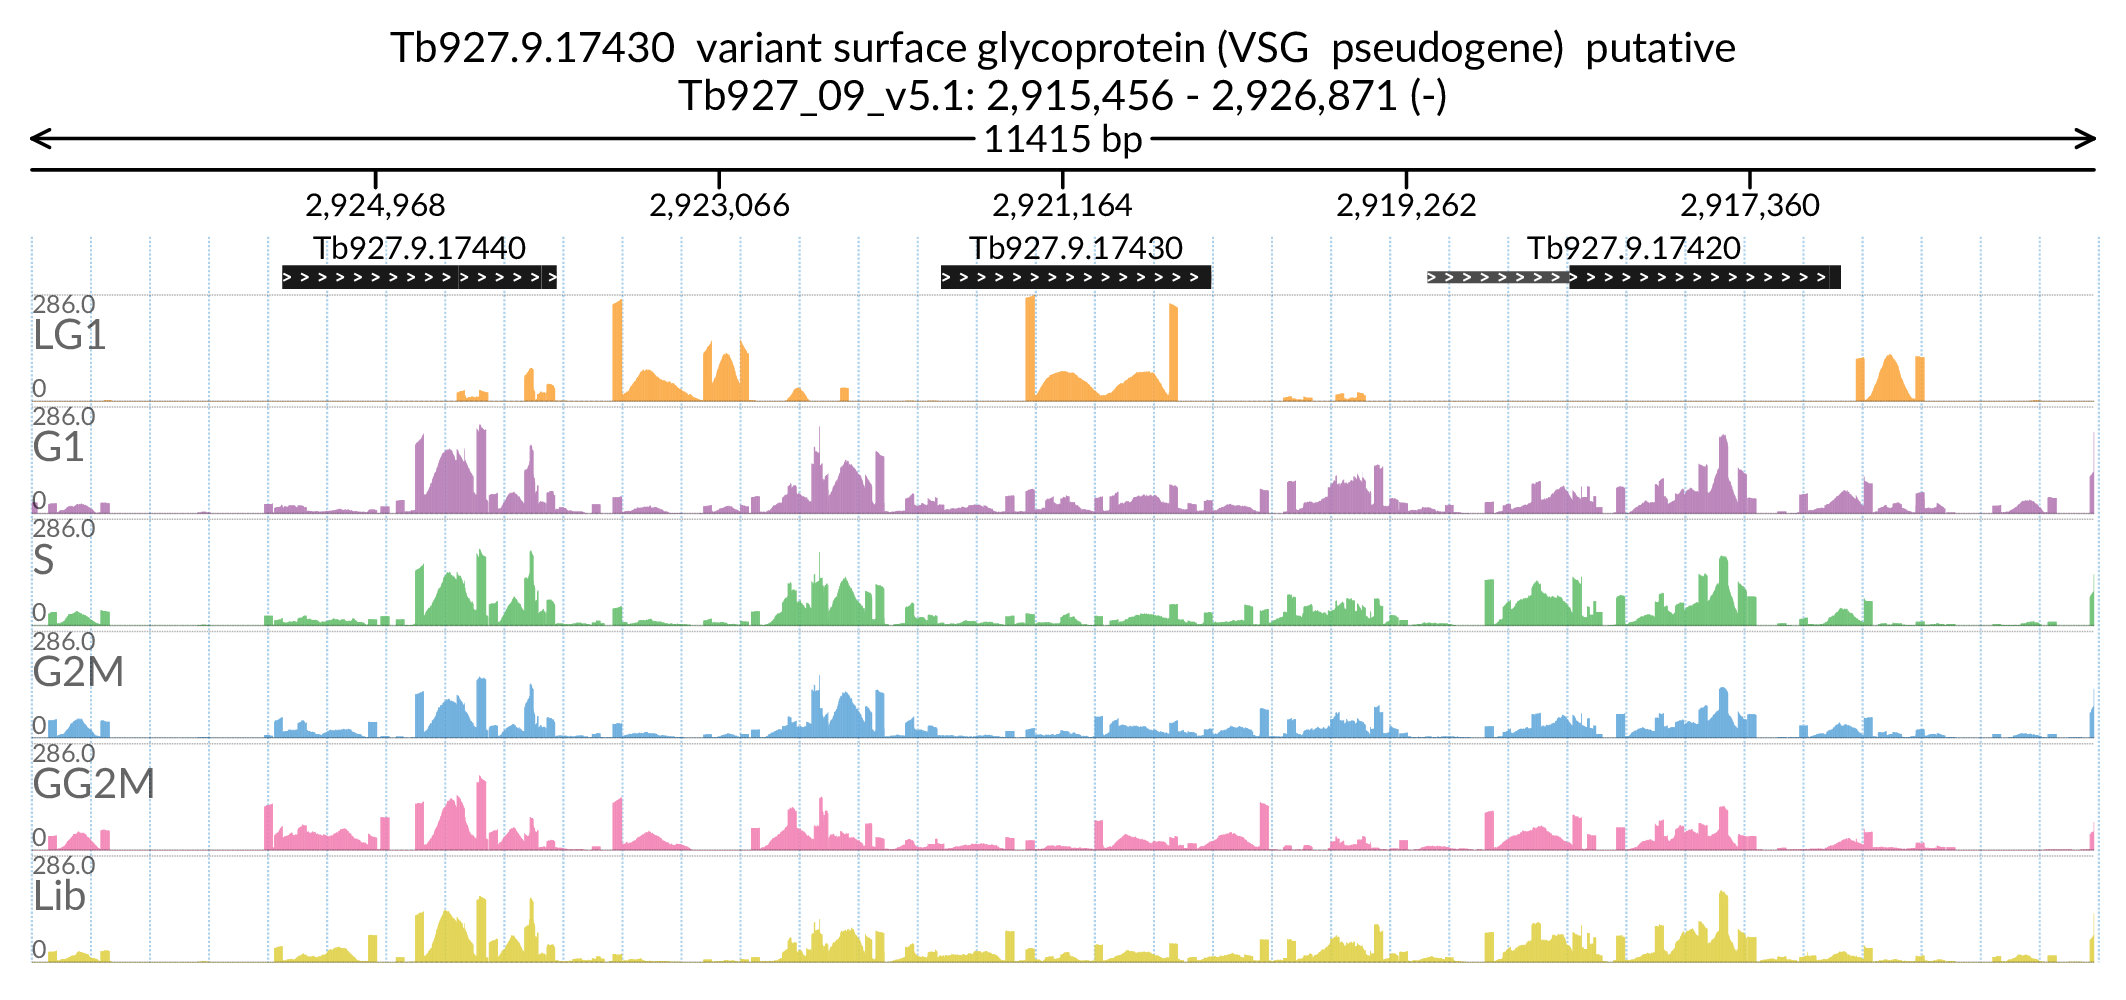 Tb927.9.17430 variant surface glycoprotein (VSG pseudogene) putative
Tb927_09_v5.1: 2,915,456 - 2,926,871 (-)
11415 bp
2,924,968 2,923,066 2,921,164 2,919,262 2,917,360
Tb927.9.17440 Tb927.9.17430 Tb927.9.17420
286.0
LG1
0
286.0
G1
0
286.0
S
0
286.0
G2M
0
286.0
GG2M
0
286.0
Lib
0